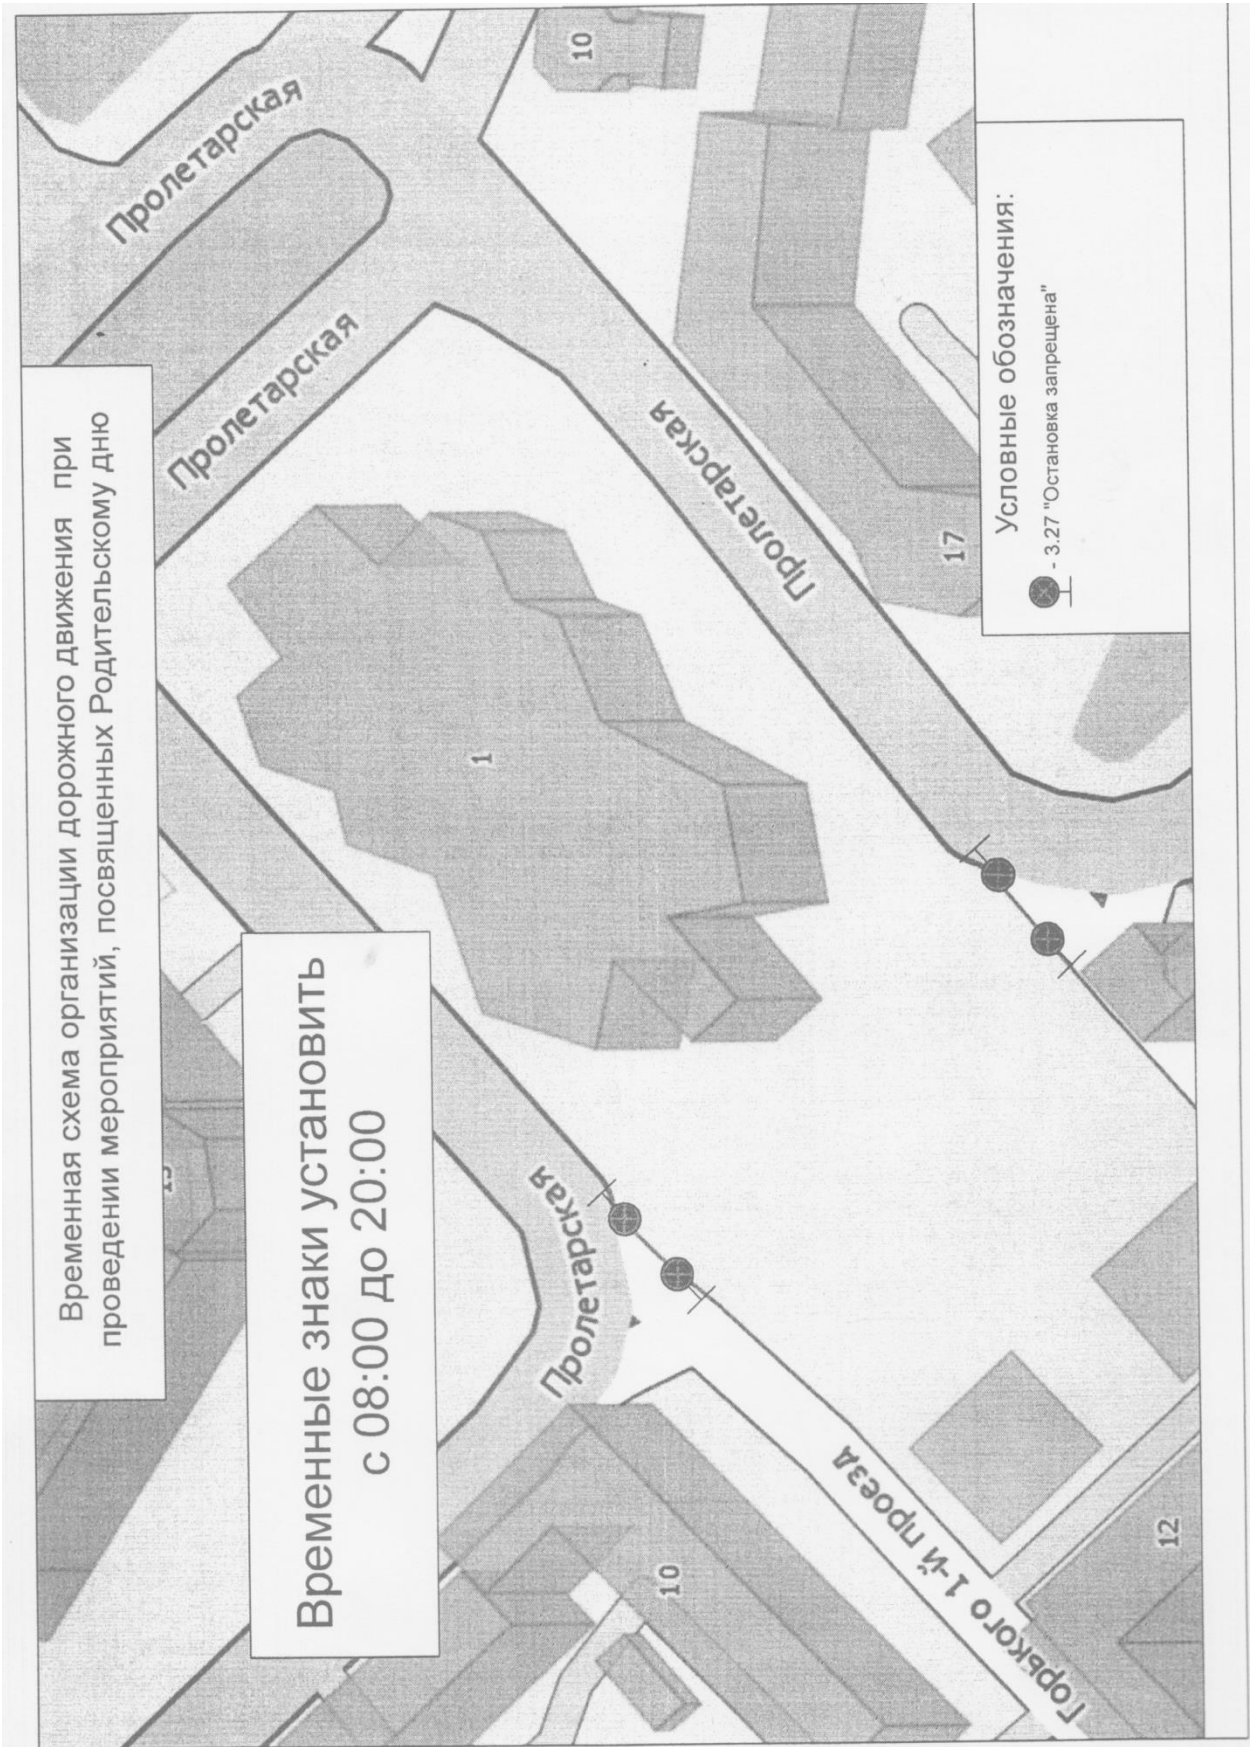 Временная схема организации дорожного движения при
проведении мероприятий, посвященных Родительскому дню
Временные знаки установить
с 08:00 до 20:00
Пролетарская
Пролетарская
Пролетарская
Пролетарская
Горького 1-й проезд
10
1
17
10
12
Условные обозначения:
- 3.27 "Остановка запрещена"